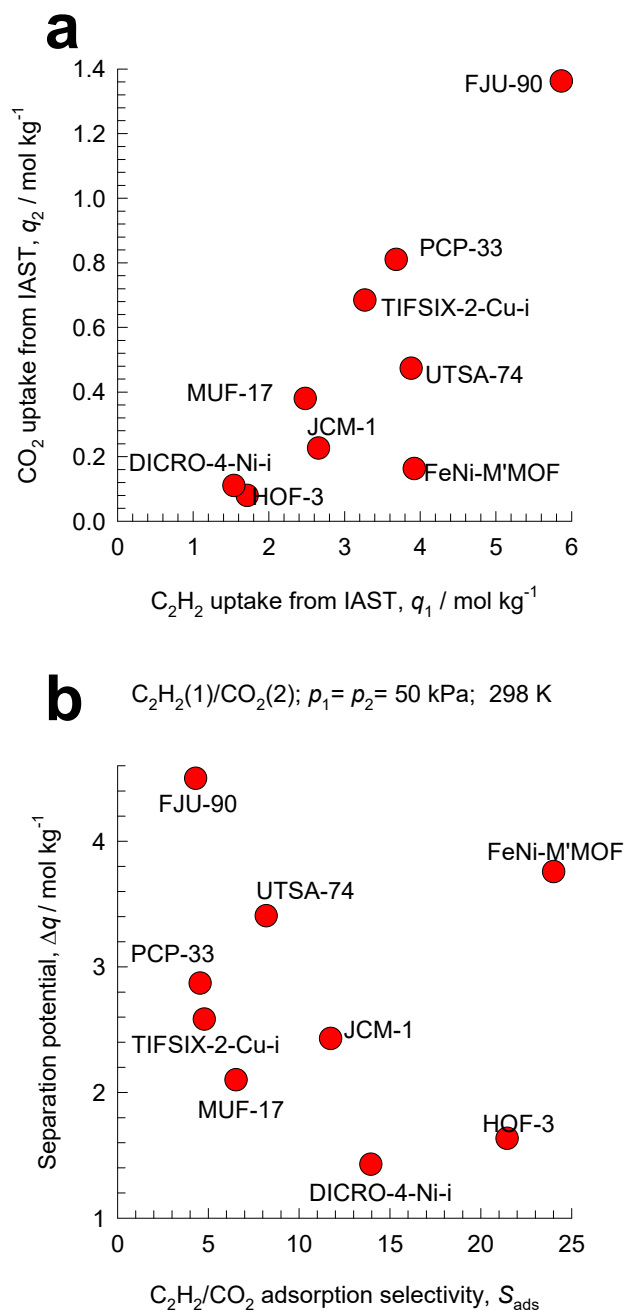 a
1.4
1.2
1.0
0.8
0.6
0.4
0.2
0.0
CO₂ uptake from IAST, q₂ / mol kg⁻¹
FJU-90
PCP-33
TIFSIX-2-Cu-i
UTSA-74
MUF-17
JCM-1
DICRO-4-Ni-i
FeNi-M'MOF
HOF-3
0 1 2 3 4 5 6
C₂H₂ uptake from IAST, q₁ / mol kg⁻¹
b
C₂H₂(1)/CO₂(2); p₁= p₂= 50 kPa; 298 K
4
3
2
1
Separation potential, Δq / mol kg⁻¹
FJU-90
FeNi-M'MOF
UTSA-74
PCP-33
TIFSIX-2-Cu-i
JCM-1
MUF-17
HOF-3
DICRO-4-Ni-i
0 5 10 15 20 25
C₂H₂/CO₂ adsorption selectivity, Sₐds